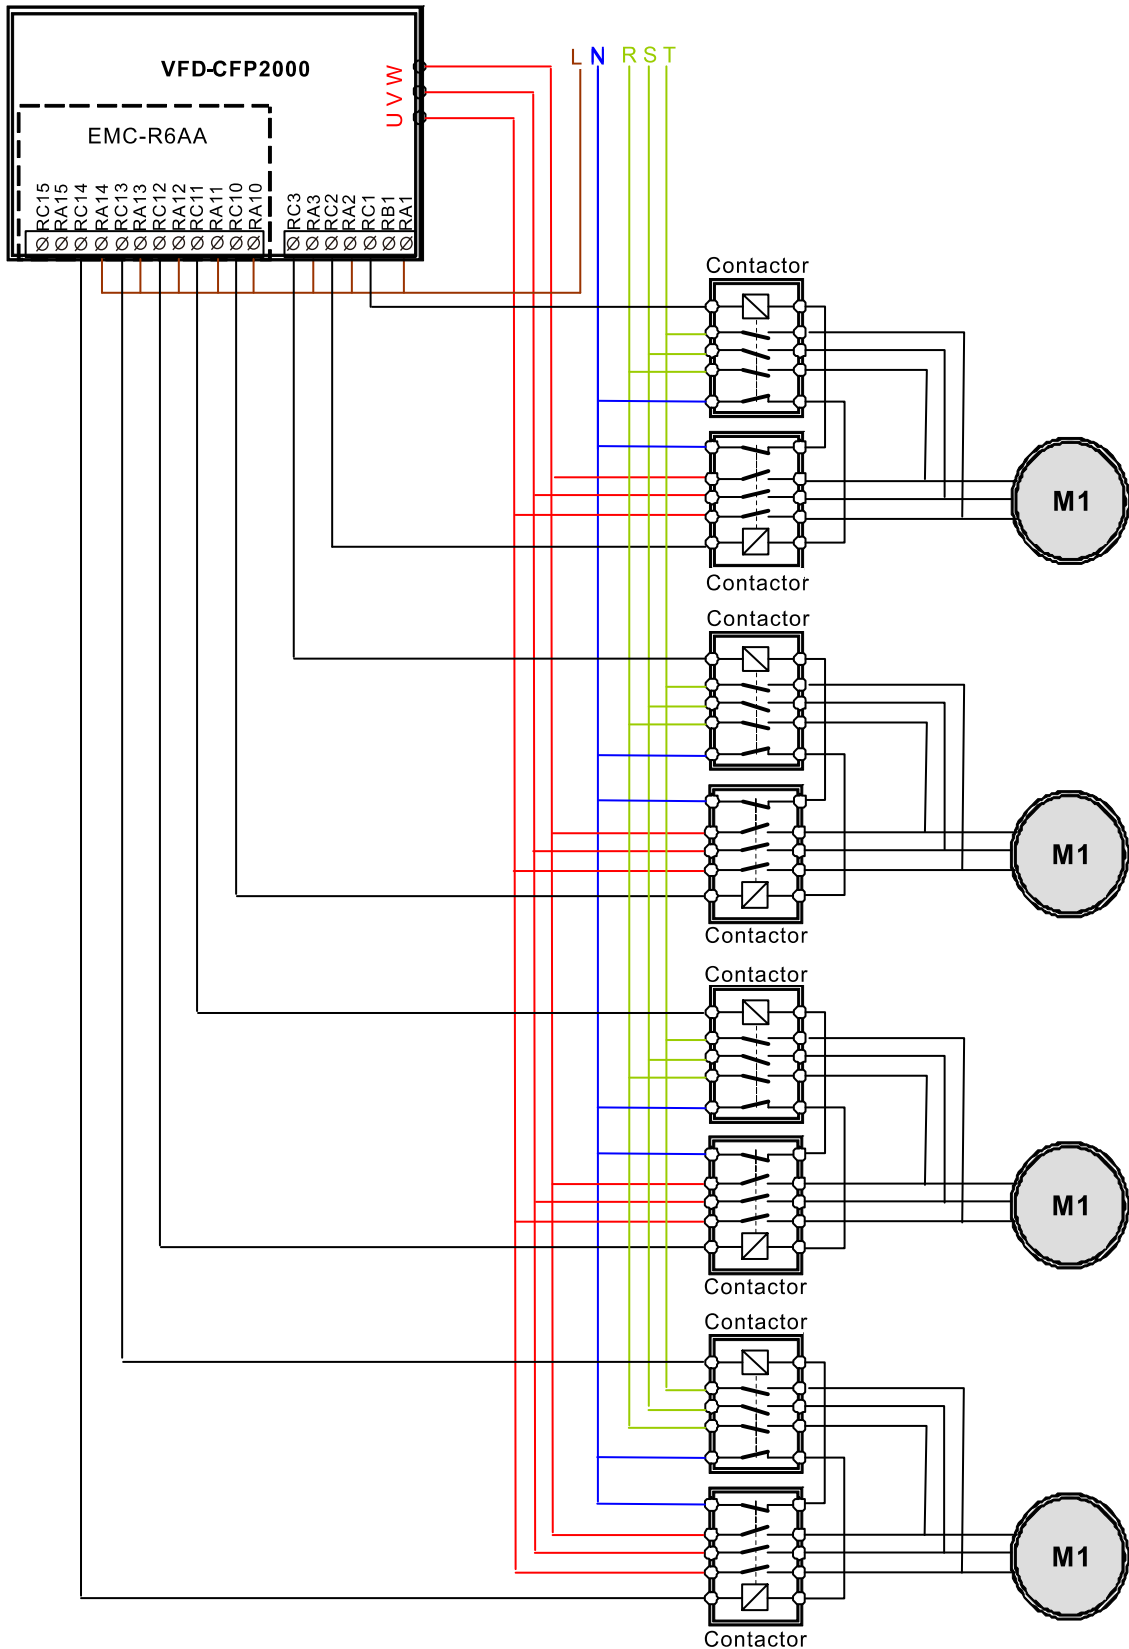 VFD-CFP2000
EMC-R6AA
U V W
L N R S T
RC15
RA15
RC14
RA14
RC13
RA13
RC12
RA12
RC11
RA11
RC10
RA10
RC3
RA3
RC2
RA2
RC1
RB1
RA1
Contactor
M1
Contactor
Contactor
M1
Contactor
Contactor
M1
Contactor
Contactor
M1
Contactor